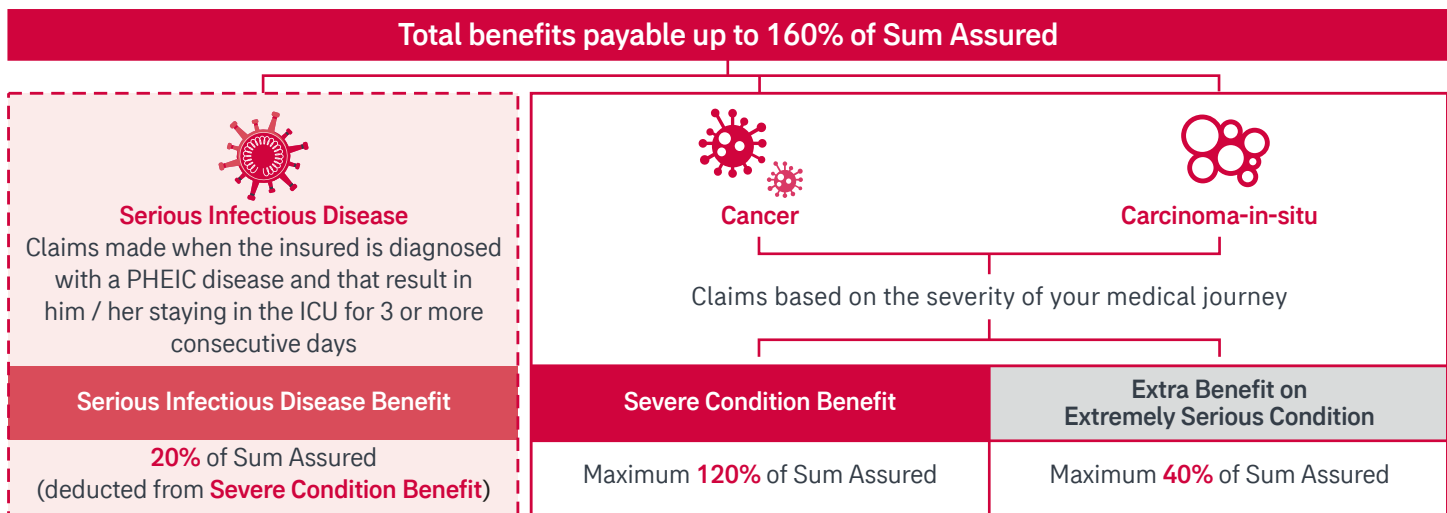 Total benefits payable up to 160% of Sum Assured
Serious Infectious Disease
Claims made when the insured is diagnosed
with a PHEIC disease and that result in
him / her staying in the ICU for 3 or more
consecutive days
Serious Infectious Disease Benefit
20% of Sum Assured
(deducted from Severe Condition Benefit)
Cancer
Carcinoma-in-situ
Claims based on the severity of your medical journey
Severe Condition Benefit
Maximum 120% of Sum Assured
Extra Benefit on
Extremely Serious Condition
Maximum 40% of Sum Assured